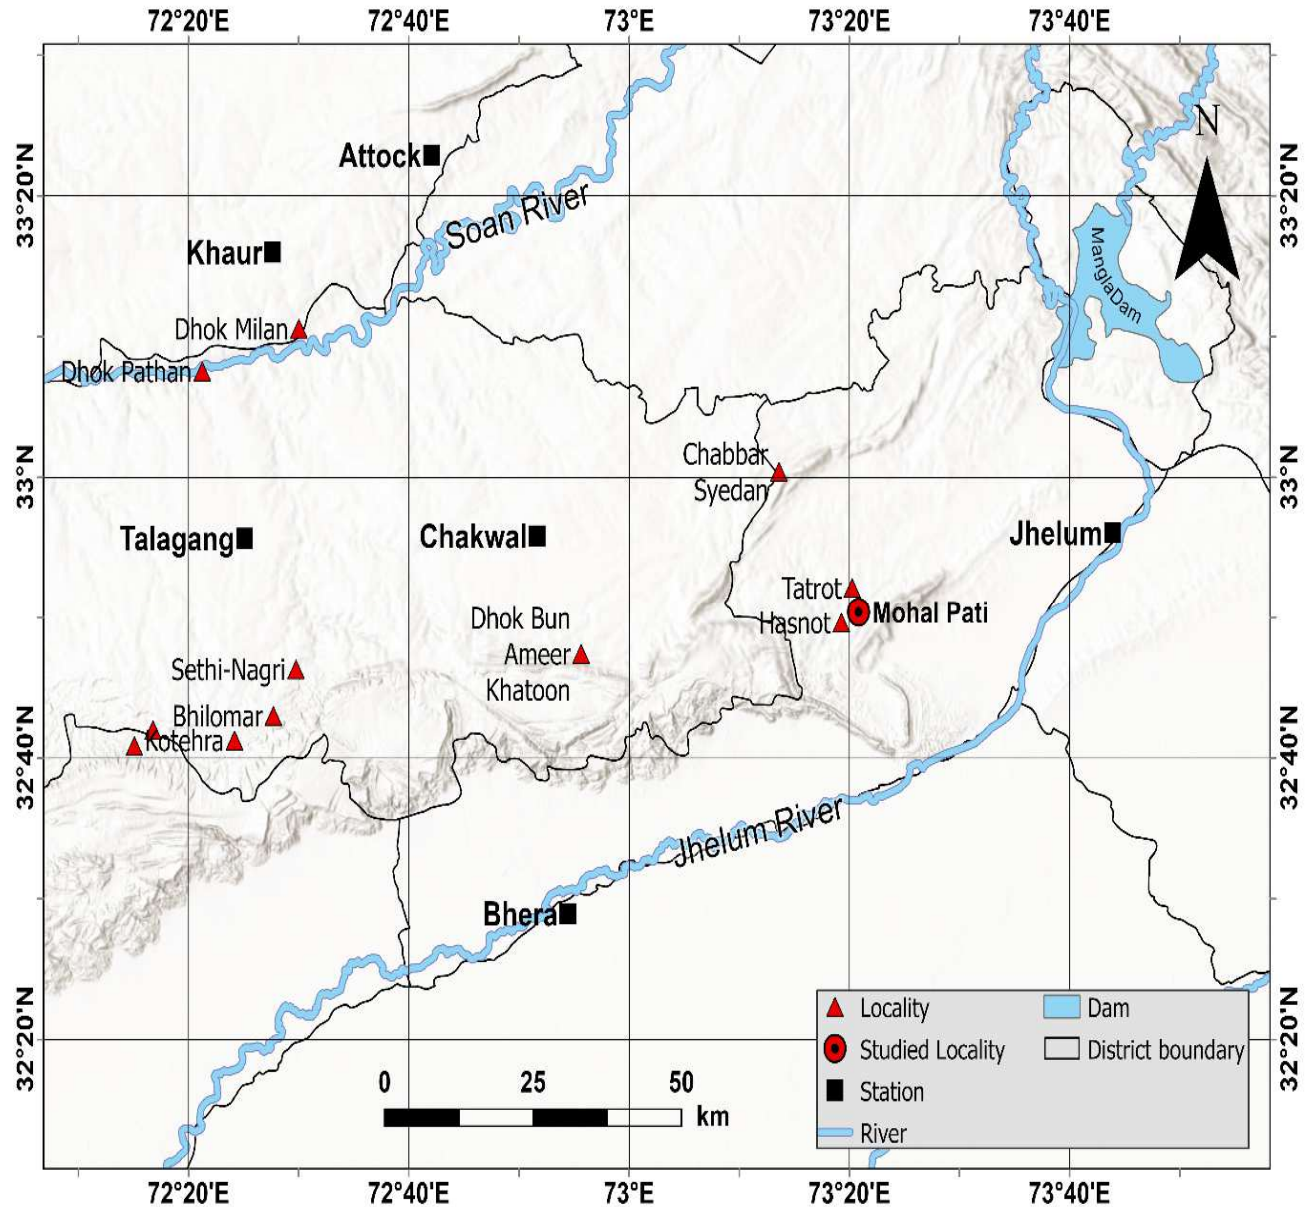 72°20'E
72°40'E
73°E
73°20'E
73°40'E
N
Attock
33°20'N
33°20'N
Soan River
Khaur
ManglaDam
Dhok Milan
Dhok Pathan
Chabbar
Syedan
33°N
33°N
Talagang
Chakwal
Jhelum
Tatrot
Mohal Pati
Hasnot
Dhok Bun
Ameer
Khatoon
Sethi-Nagri
Bhilomar
Kotehra
32°40'N
32°40'N
Jhelum River
Bhera
32°20'N
32°20'N
Locality
Dam
Studied Locality
District boundary
Station
River
0
25
50
km
72°20'E
72°40'E
73°E
73°20'E
73°40'E